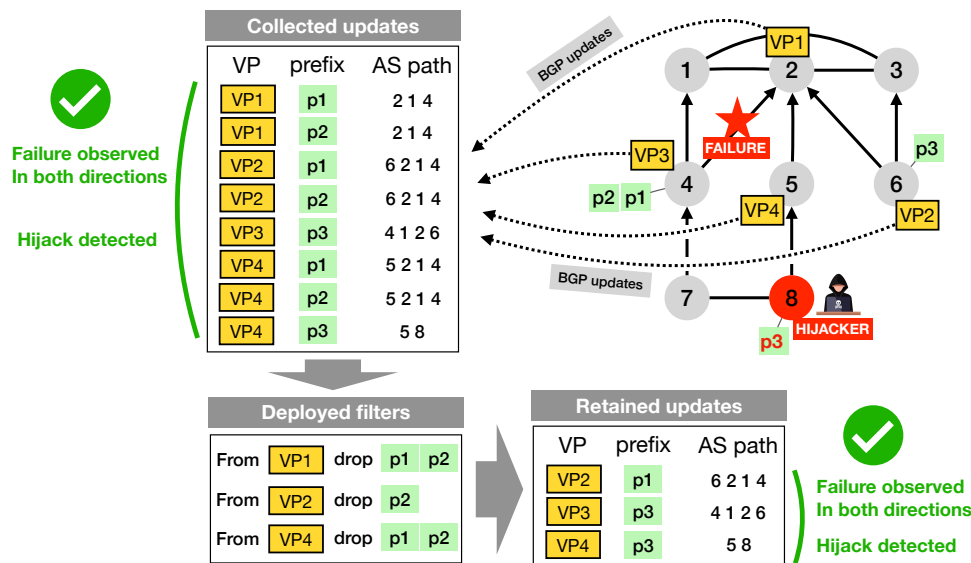 Collected updates
VP prefix AS path
VP1 p1 2 1 4
VP1 p2 2 1 4
VP2 p1 6 2 1 4
VP2 p2 6 2 1 4
VP3 p3 4 1 2 6
VP4 p1 5 2 1 4
VP4 p2 5 2 1 4
VP4 p3 5 8
Failure observed
In both directions
Hijack detected
BGP updates
VP1
1 2 3
FAILURE
VP3
p3
4 5 6
p2 p1
VP4
VP2
BGP updates
7 8
HIJACKER
p3
Deployed filters
From VP1 drop p1 p2
From VP2 drop p2
From VP4 drop p1 p2
Retained updates
VP prefix AS path
VP2 p1 6 2 1 4
VP3 p3 4 1 2 6
VP4 p3 5 8
Failure observed
In both directions
Hijack detected